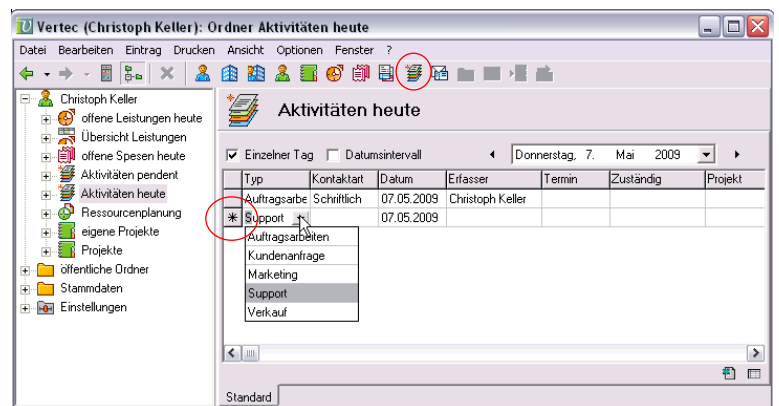 Vertec (Christoph Keller): Ordner Aktivitäten heute
Datei Bearbeiten Eintrag Drucken Ansicht Optionen Fenster ?
Christoph Keller
offene Leistungen heute
Übersicht Leistungen
offene Spesen heute
Aktivitäten pendent
Aktivitäten heute
Ressourcenplanung
eigene Projekte
Projekte
öffentliche Ordner
Stammdaten
Einstellungen
Aktivitäten heute
Einzelner Tag Datumsintervall Donnerstag, 7. Mai 2009
Typ Kontaktart Datum Erfasser Termin Zuständig Projekt
Auftragsarbe Schriftlich 07.05.2009 Christoph Keller
Support 07.05.2009
Auftragsarbeiten
Kundenanfrage
Marketing
Support
Verkauf
Standard